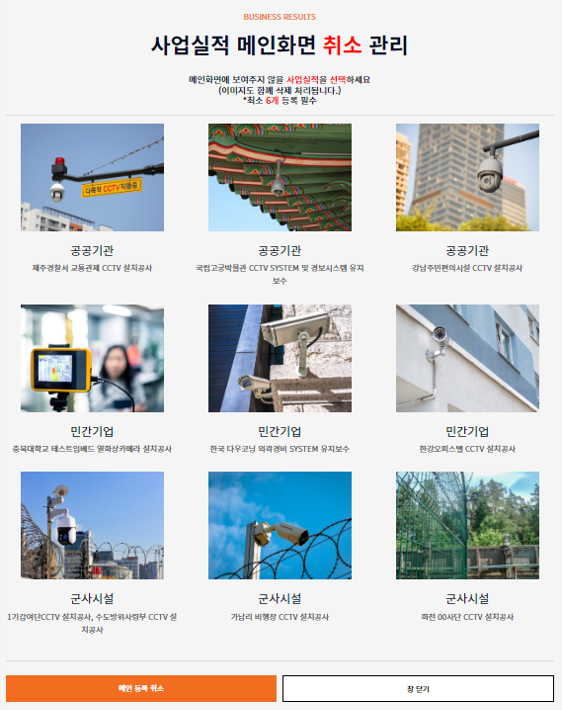 BUSINESS RESULTS
사업실적 메인화면 취소 관리
메인화면에 보여주지 않을 사업실적을 선택하세요
(이미지도 함께 삭제 처리됩니다.)
*최소 6개 등록 필수
다목적 CCTV작동중
공공기관
제주경찰서 교통관제 CCTV 설치공사
공공기관
국립고궁박물관 CCTV SYSTEM 및 경보시스템 유지
보수
공공기관
강남주민편의시설 CCTV 설치공사
민간기업
충북대학교 테스트임베드 열화상카메라 설치공사
민간기업
한국 다우코닝 외곽경비 SYSTEM 유지보수
민간기업
한강오피스텔 CCTV 설치공사
군사시설
1기갑여단CCTV 설치공사, 수도방위사령부 CCTV 설
치공사
군사시설
가납리 비행장 CCTV 설치공사
군사시설
화천 00사단 CCTV 설치공사
메인 등록 취소
창 닫기